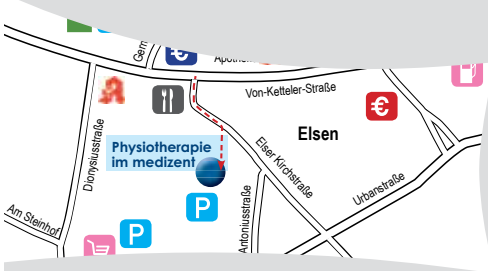 Von-Ketteler-Straße
€
€
Elsen
Physiotherapie
im medizent
Dionysiusstraße
Elser Kirchstraße
Urbanstraße
Antoniusstraße
Am Steinhof
P
P